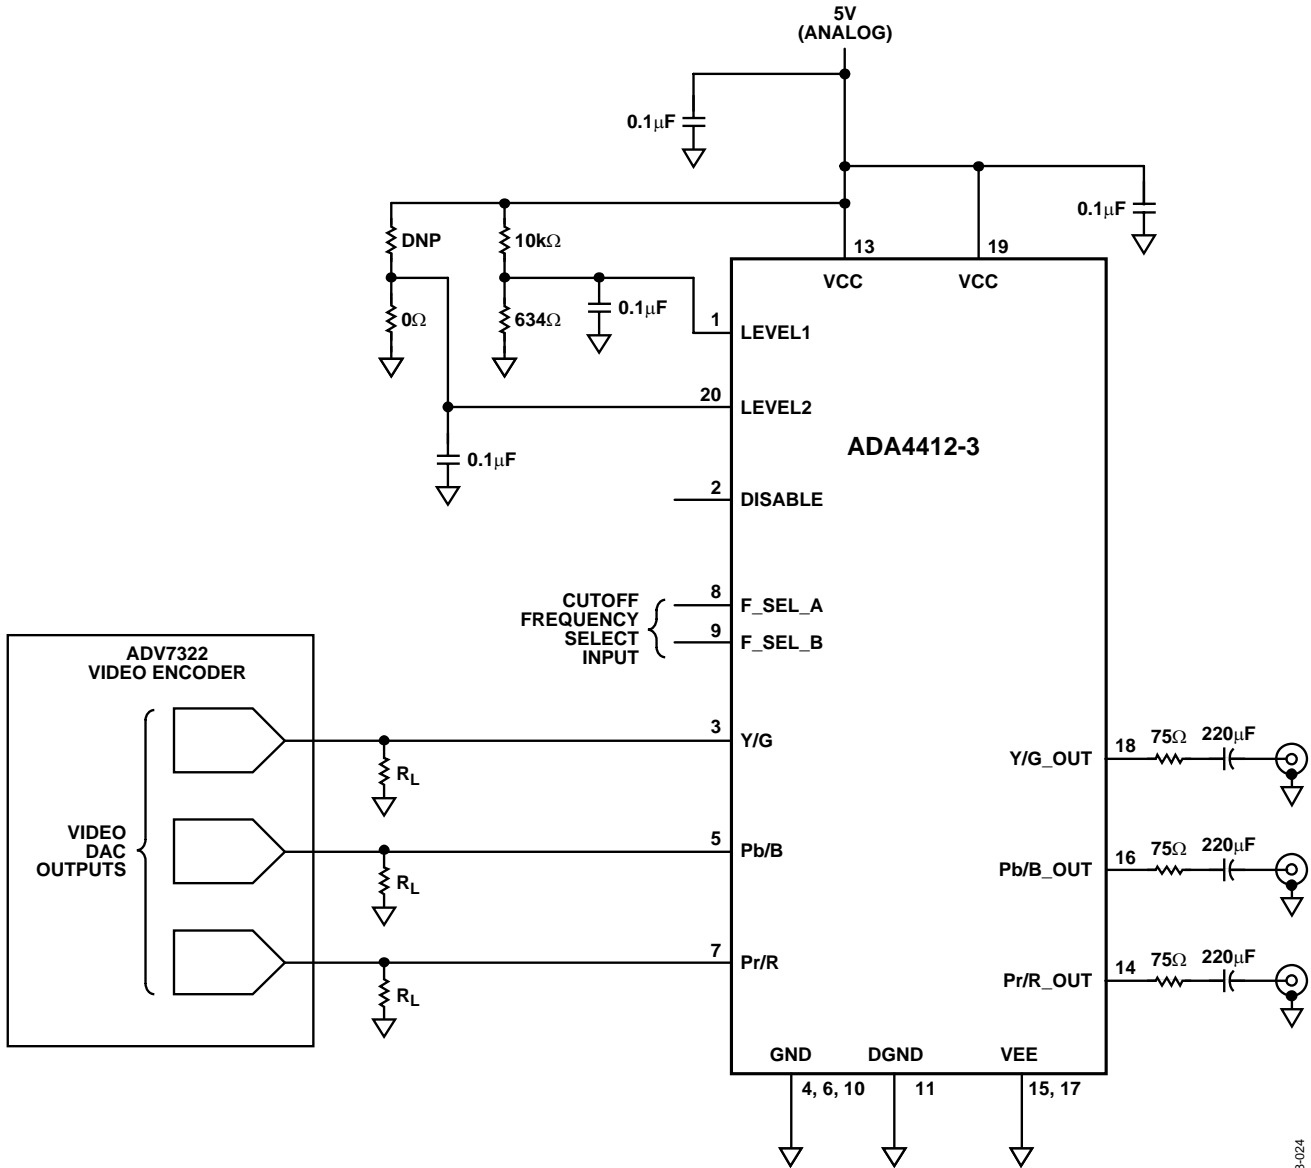 5V
(ANALOG)
0.1μF
0.1μF
DNP
10kΩ
13
19
VCC
VCC
0Ω
634Ω
0.1μF
1
LEVEL1
20
LEVEL2
ADA4412-3
0.1μF
2
DISABLE
CUTOFF
FREQUENCY
SELECT
INPUT
8
F_SEL_A
9
F_SEL_B
ADV7322
VIDEO ENCODER
VIDEO
DAC
OUTPUTS
3
Y/G
RL
5
Pb/B
RL
7
Pr/R
RL
Y/G_OUT
18
75Ω
220μF
Pb/B_OUT
16
75Ω
220μF
Pr/R_OUT
14
75Ω
220μF
GND
DGND
VEE
4, 6, 10
11
15, 17